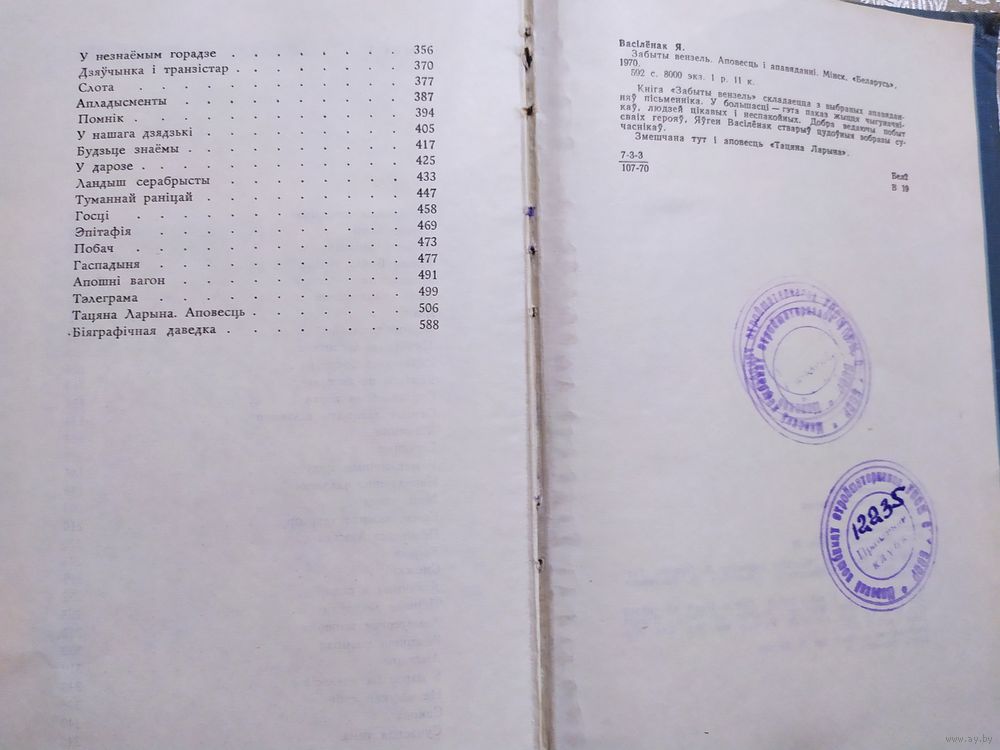 У незнаёмым горадзе . . . . . . . . 356
Дзяўчынка і транзістар . . . . . . . . 370
Слота . . . . . . . . . . . 377
Апладысменты . . . . . . . . . . 387
Помнік . . . . . . . . . . . 394
У нашага дзядзькі . . . . . . . . . 405
Будзьце знаёмы . . . . . . . . . . 417
У дарозе . . . . . . . . . . . 425
Ландыш серабрысты . . . . . . . . 433
Туманнай раніцай . . . . . . . . . 447
Госці . . . . . . . . . . . . 458
Эпітафія . . . . . . . . . . . 469
Побач . . . . . . . . . . . 473
Гаспадыня . . . . . . . . . . 477
Апошні вагон . . . . . . . . . . 491
Тэлеграма . . . . . . . . . . 499
Тацяна Ларына. Аповесць . . . . . . . 506
Біяграфічная даведка . . . . . . . . 588
Васілёнак Я.
Забыты вензель. Аповесць і апавяданні. Мінск. «Беларусь»,
1970.
592 с. 8000 экз. 1 р. 11 к.
Кніга «Забыты вензель» складаецца з выбраных апавядан-
няў пісьменніка. У большасці — гэта паказ жыцця чыгуначні-
каў, людзей цікавых і неспакойных. Добра ведаючы побыт
сваіх герояў, Яўген Васілёнак стварыў цудоўныя вобразы су-
часнікаў.
Змешчана тут і аповесць «Тацяна Ларына».
7-3-3
107-70
Бел2
В 19
12235
www.ay.by